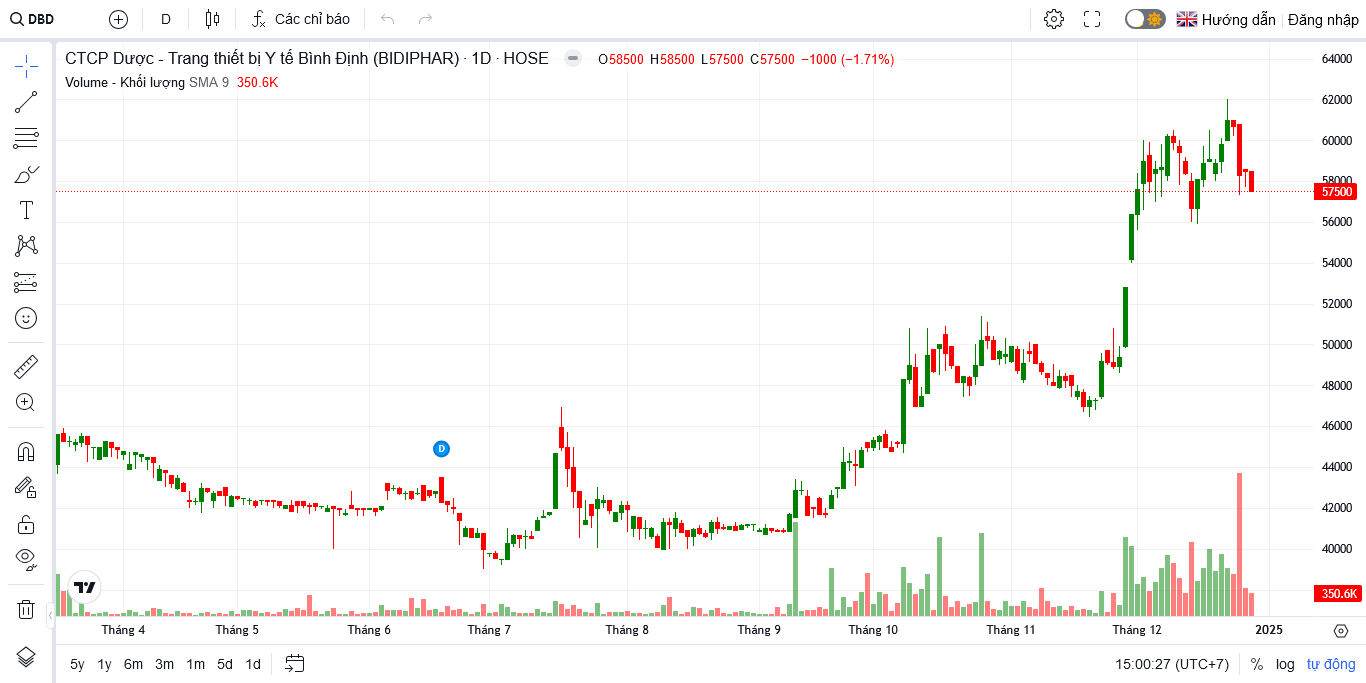 DBD D Các chỉ báo Hướng dẫn Đăng nhập
CTCP Dược - Trang thiết bị Y tế Bình Định (BIDIPHAR) · 1D · HOSE O58500 H58500 L57500 C57500 −1000 (−1.71%)
Volume - Khối lượng SMA 9 350.6K
64000
62000
60000
58000
57500
56000
54000
52000
50000
48000
46000
D
44000
42000
40000
350.6K
Tháng 4 Tháng 5 Tháng 6 Tháng 7 Tháng 8 Tháng 9 Tháng 10 Tháng 11 Tháng 12 2025
5y 1y 6m 3m 1m 5d 1d 15:00:27 (UTC+7) % log tự động